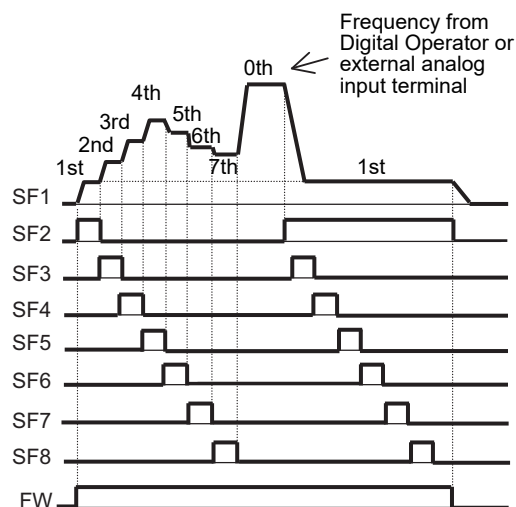 Frequency from
Digital Operator or
external analog
input terminal
0th
4th
3rd
5th
2nd
6th
1st
7th
1st
SF1
SF2
SF3
SF4
SF5
SF6
SF7
SF8
FW